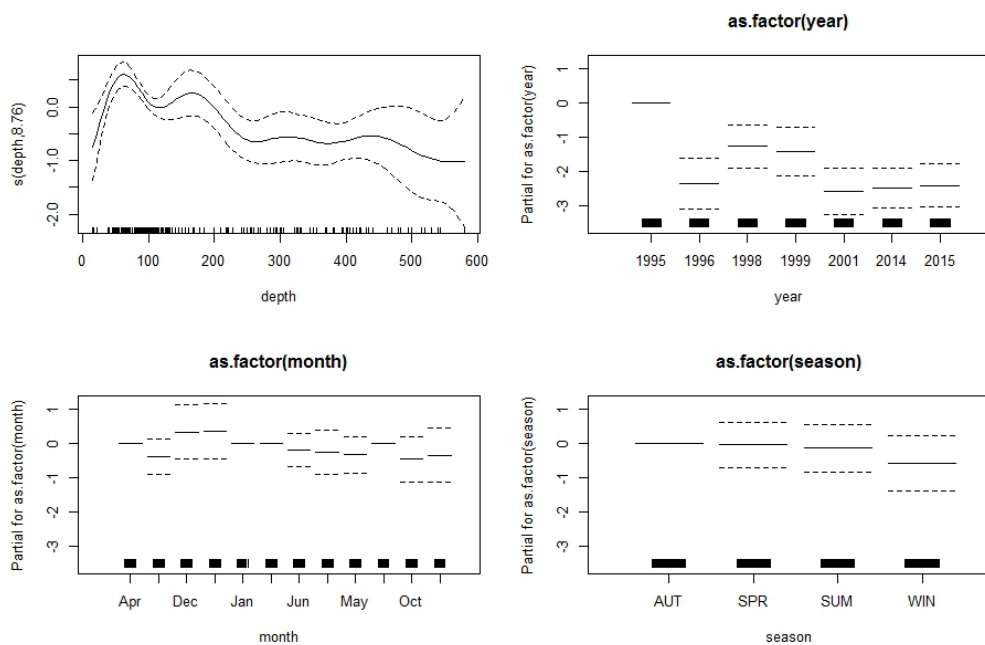 s(depth,8.76)
0.0
-1.0
-2.0
0 100 200 300 400 500 600
depth
as.factor(year)
Partial for as.factor(year)
1
0
-1
-2
-3
1995 1996 1998 1999 2001 2014 2015
year
as.factor(month)
Partial for as.factor(month)
1
0
-1
-2
-3
Apr Dec Jan Jun May Oct
month
as.factor(season)
Partial for as.factor(season)
1
0
-1
-2
-3
AUT SPR SUM WIN
season